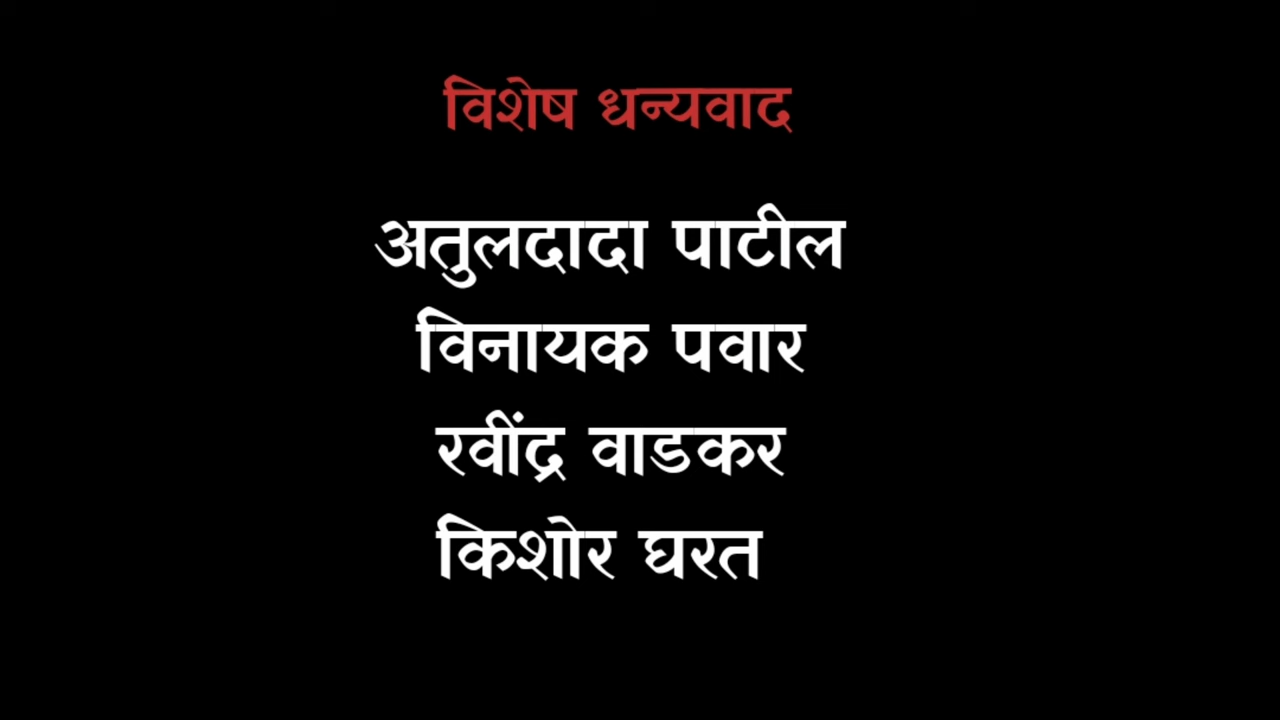 विशेष धन्यवाद
अतुलदादा पाटील
विनायक पवार
रवींद्र वाडकर
किशोर घरत